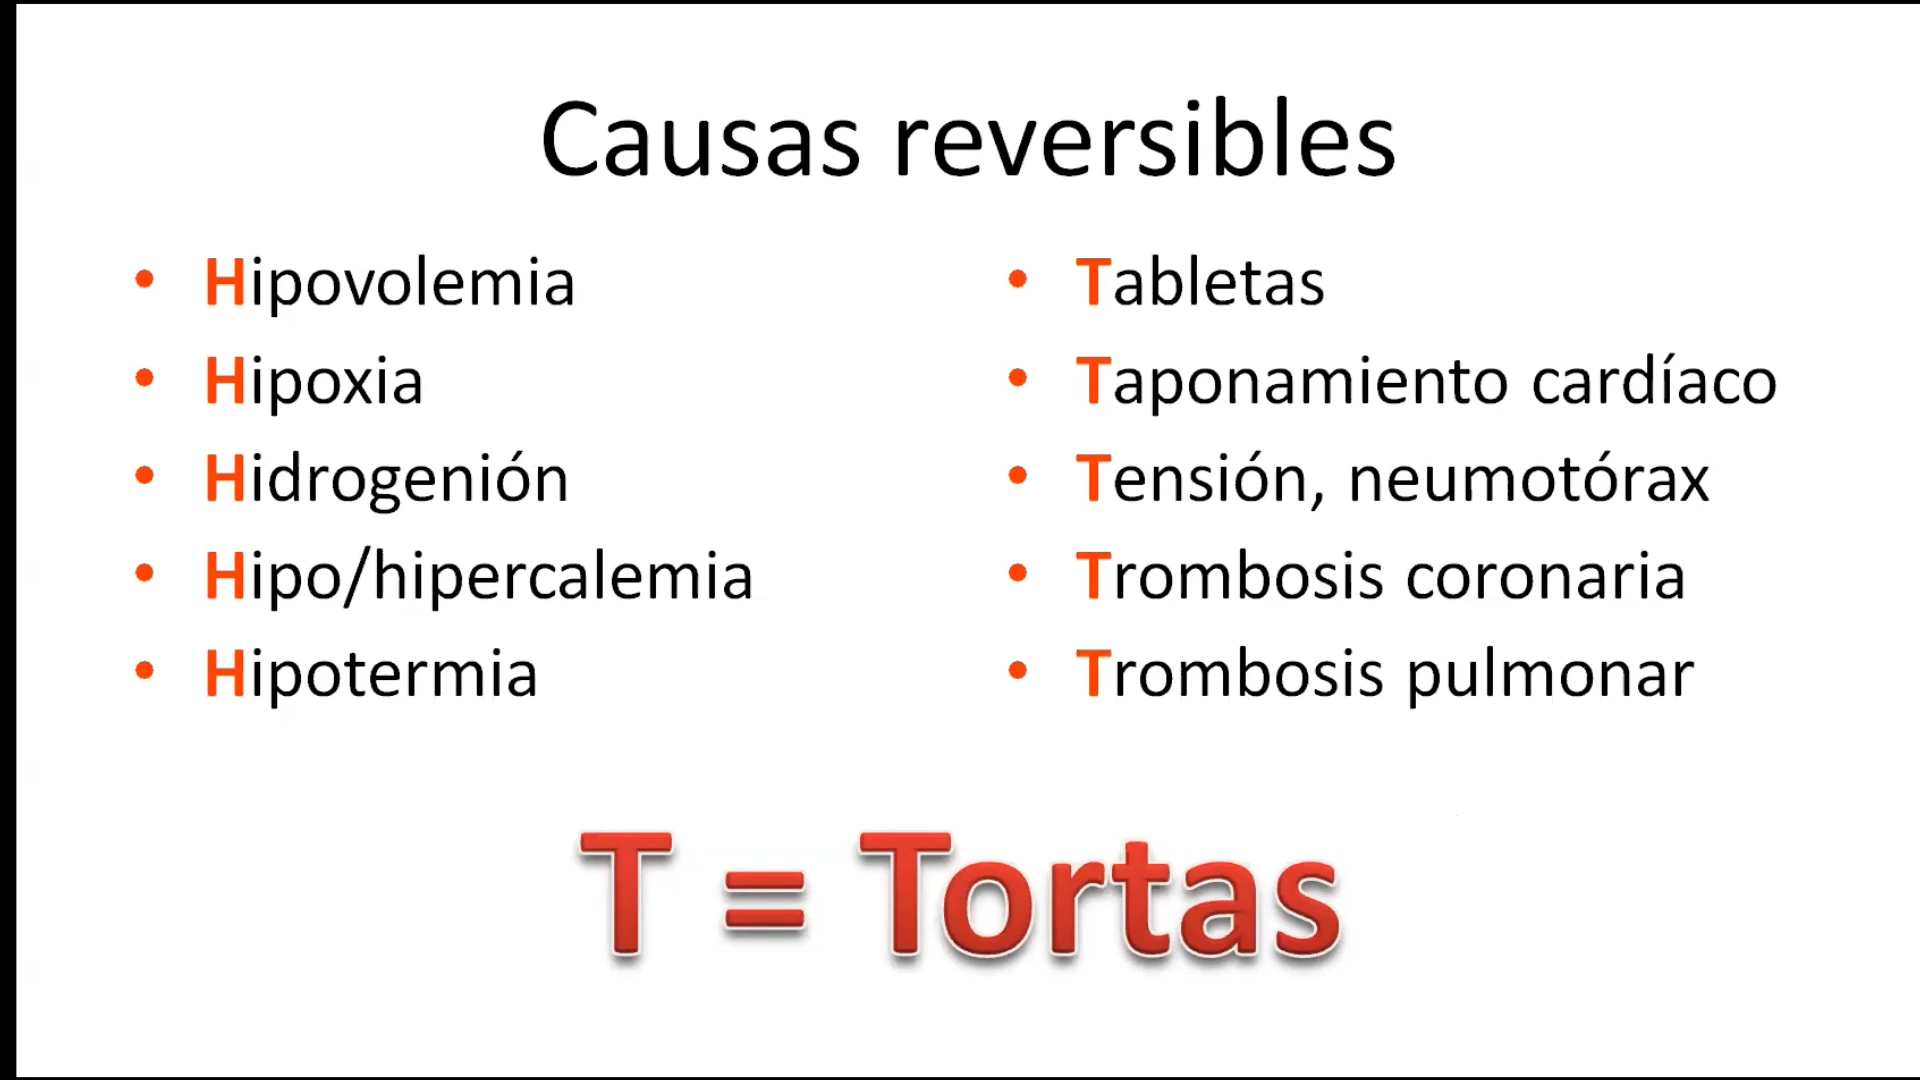 Causas reversibles
• Hipovolemia
• Hipoxia
• Hidrogenión
• Hipo/hipercalemia
• Hipotermia
• Tabletas
• Taponamiento cardíaco
• Tensión, neumotórax
• Trombosis coronaria
• Trombosis pulmonar
T = Tortas